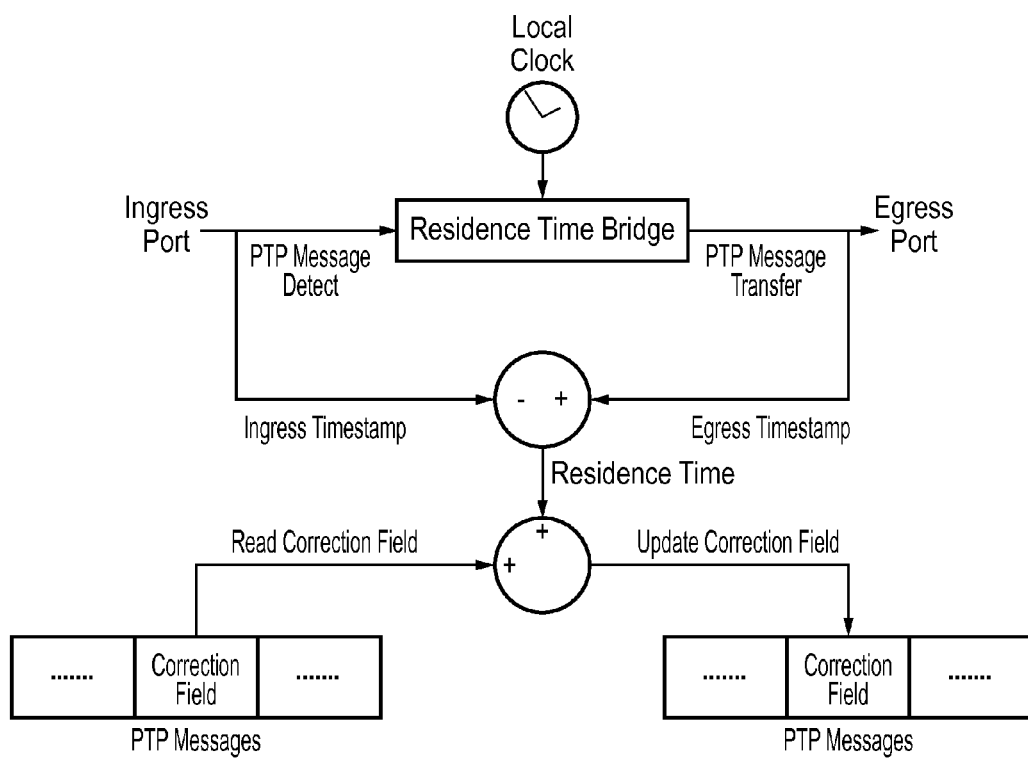 Local
Clock
Ingress
Port
Residence Time Bridge
Egress
Port
PTP Message
Detect
PTP Message
Transfer
- +
Ingress Timestamp
Egress Timestamp
Residence Time
Read Correction Field
+
+
Update Correction Field
.......
Correction
Field
.......
PTP Messages
.......
Correction
Field
.......
PTP Messages